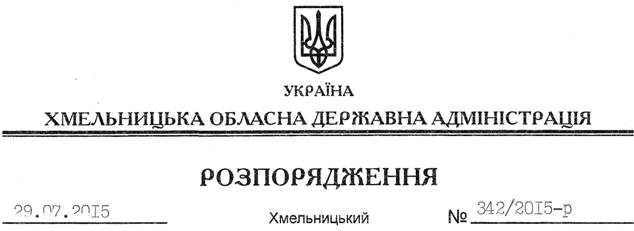 УКРАЇНА
ХМЕЛЬНИЦЬКА ОБЛАСНА ДЕРЖАВНА АДМІНІСТРАЦІЯ
РОЗПОРЯДЖЕННЯ
29.07.2015 Хмельницький № 342/2015-р